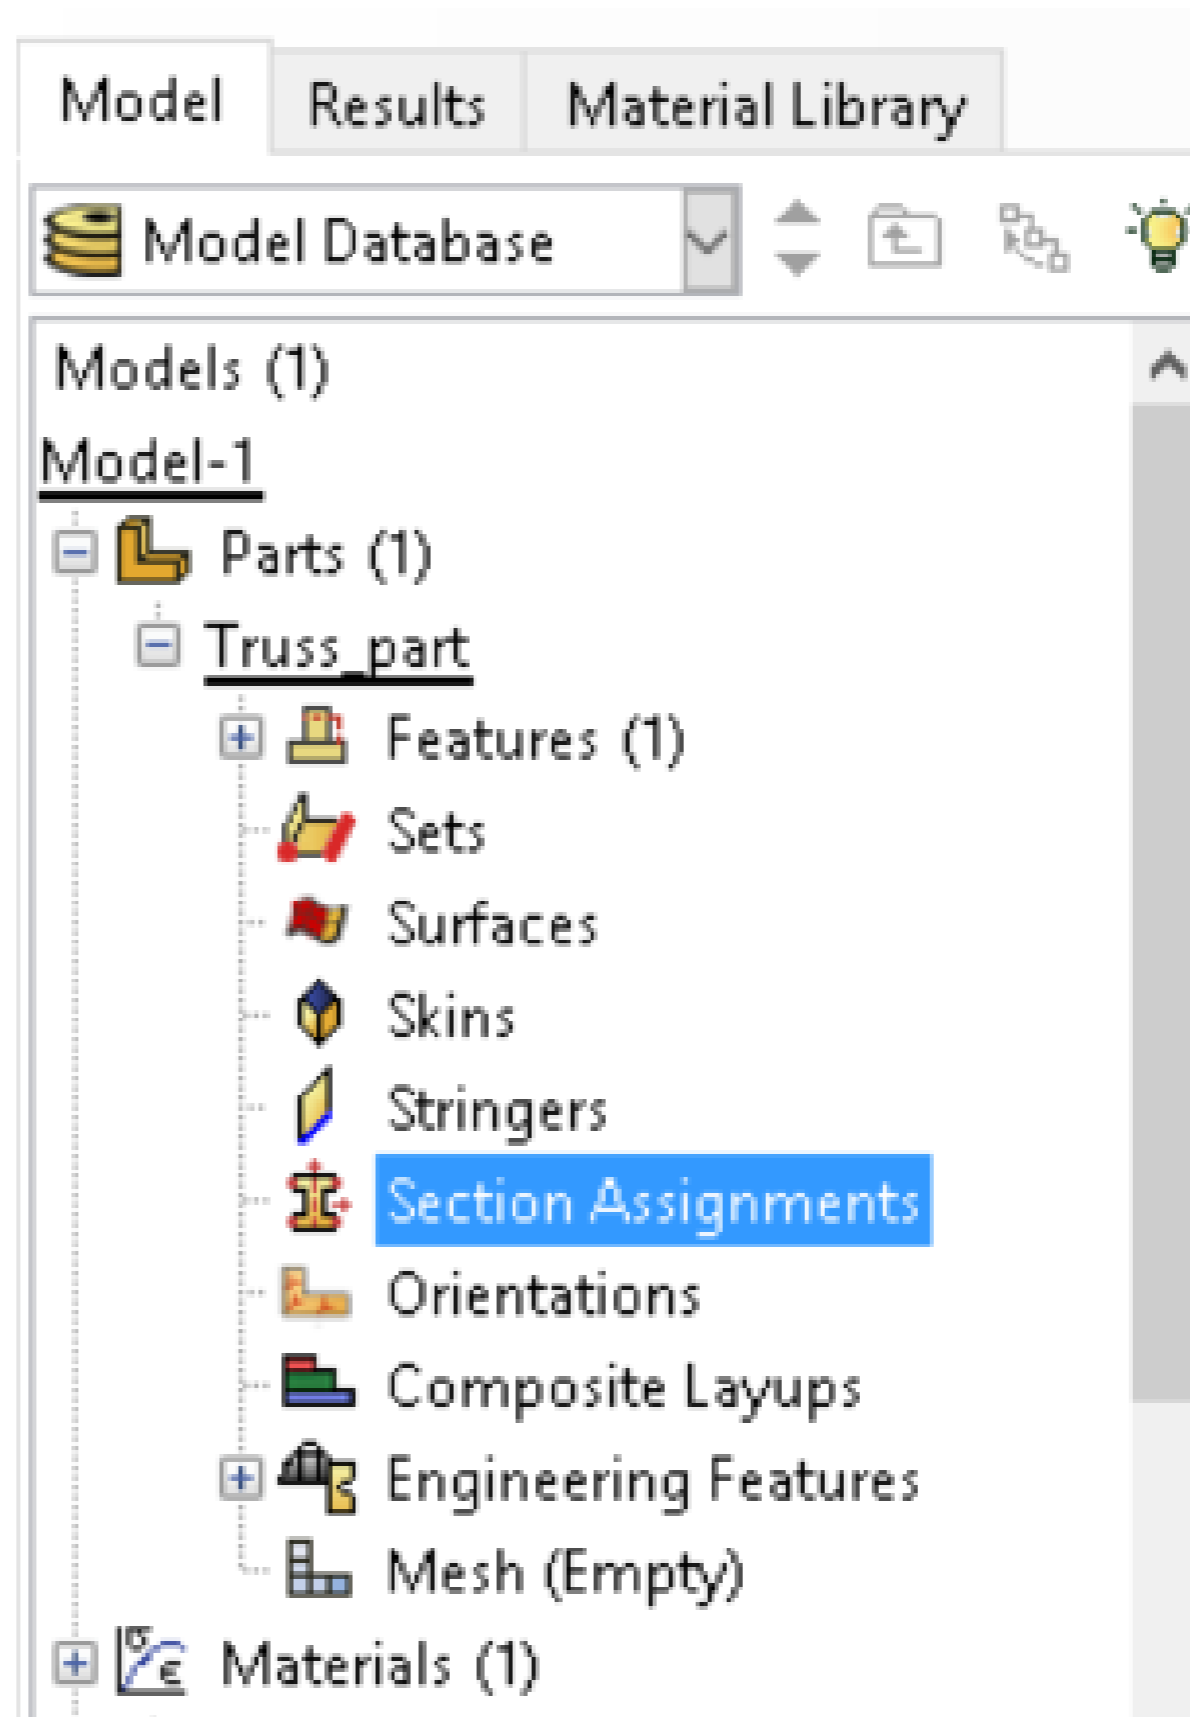 Model Results Material Library
Model Database
Models (1)
Model-1
Parts (1)
Truss_part
Features (1)
Sets
Surfaces
Skins
Stringers
Section Assignments
Orientations
Composite Layups
Engineering Features
Mesh (Empty)
σ
ε
Materials (1)